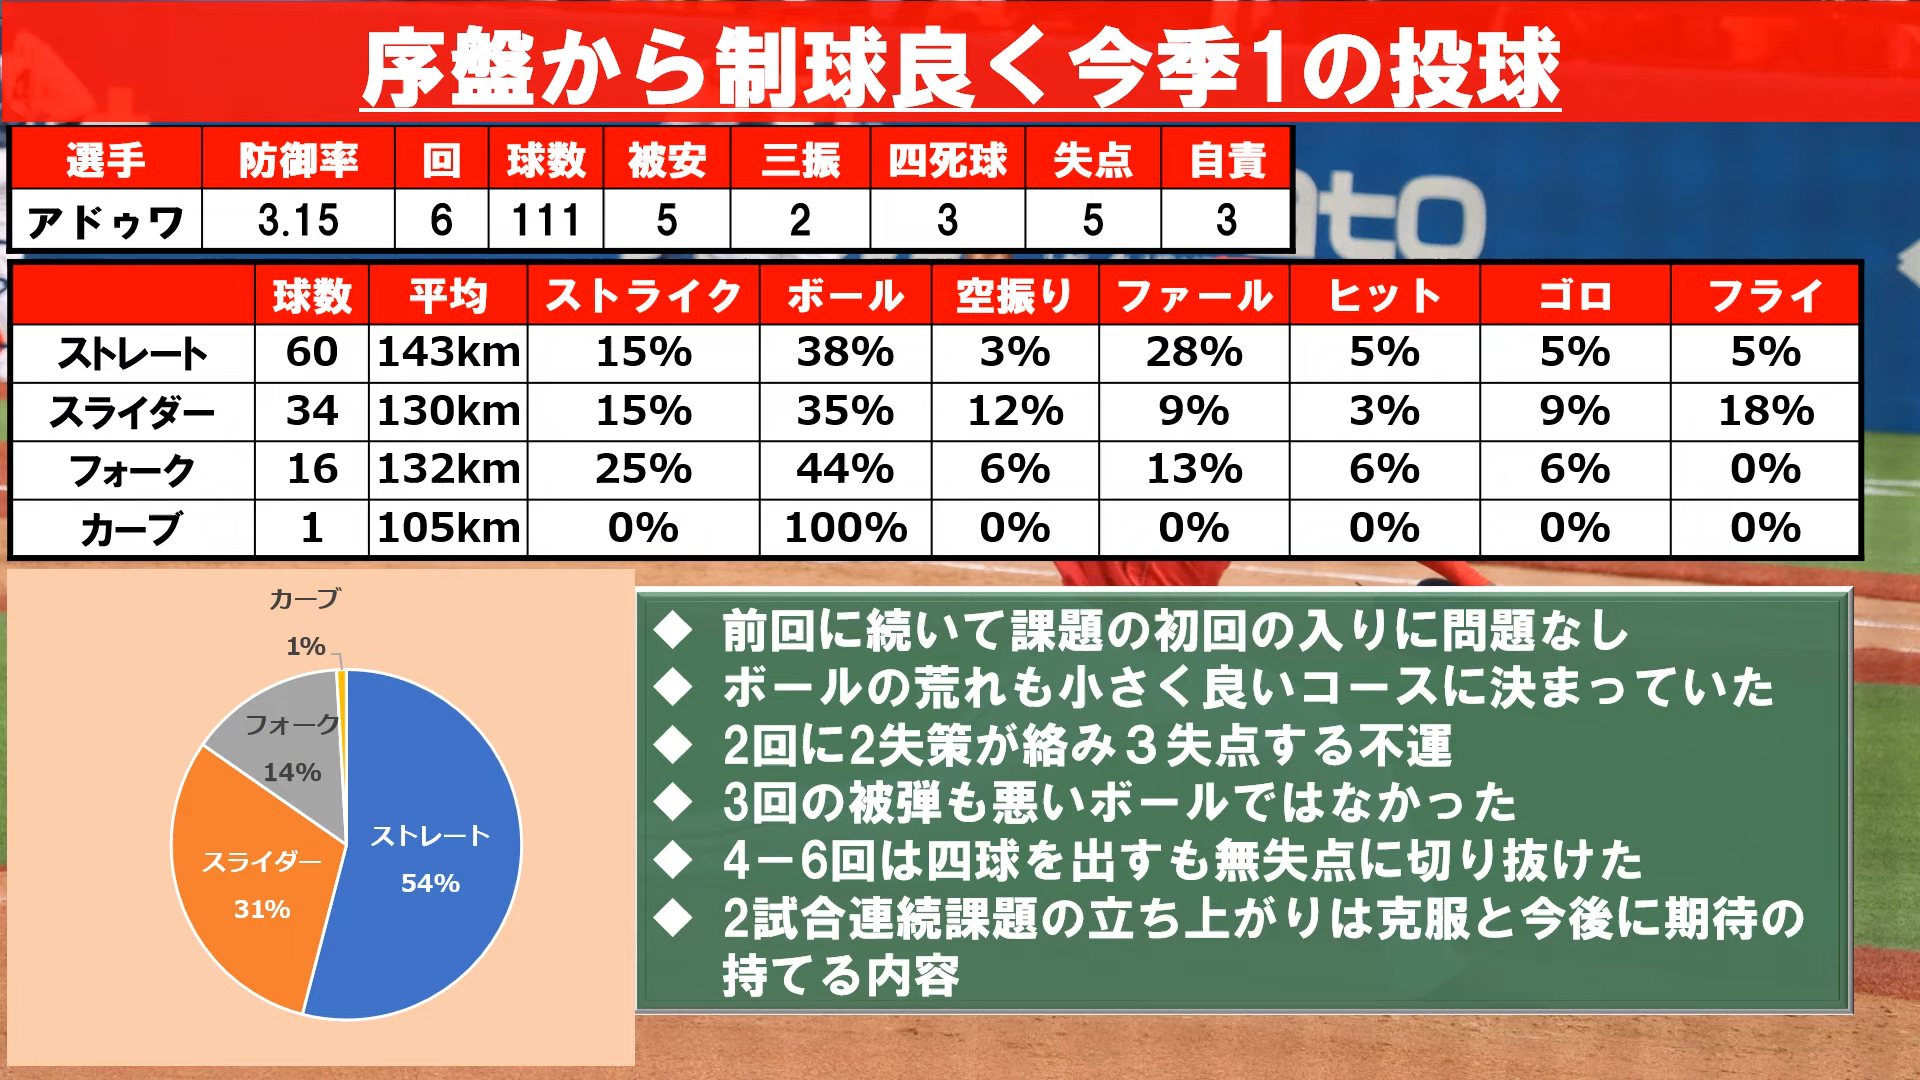 序盤から制球良く今季1の投球
選手 防御率 回 球数 被安 三振 四死球 失点 自責
アドゥワ 3.15 6 111 5 2 3 5 3
球数 平均 ストライク ボール 空振り ファール ヒット ゴロ フライ
ストレート 60 143km 15% 38% 3% 28% 5% 5% 5%
スライダー 34 130km 15% 35% 12% 9% 3% 9% 18%
フォーク 16 132km 25% 44% 6% 13% 6% 6% 0%
カーブ 1 105km 0% 100% 0% 0% 0% 0% 0%
カーブ
1%
フォーク
14%
ストレート
54%
スライダー
31%
◆ 前回に続いて課題の初回の入りに問題なし
◆ ボールの荒れも小さく良いコースに決まっていた
◆ 2回に2失策が絡み３失点する不運
◆ 3回の被弾も悪いボールではなかった
◆ 4－6回は四球を出すも無失点に切り抜けた
◆ 2試合連続課題の立ち上がりは克服と今後に期待の
持てる内容